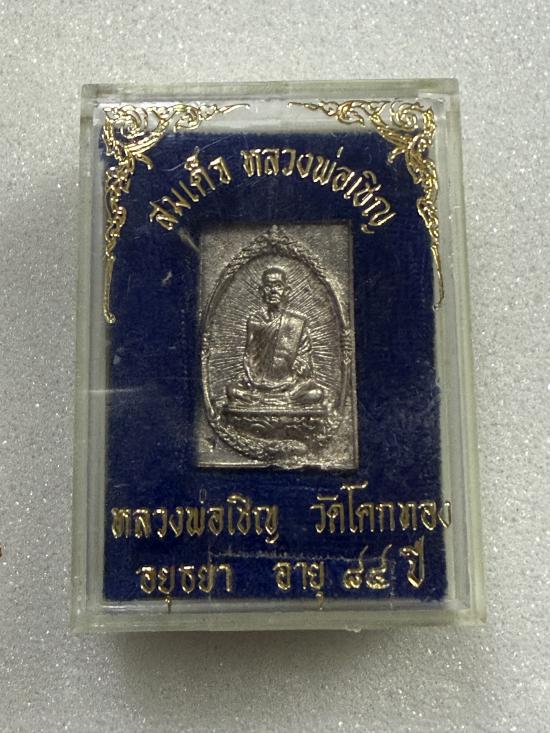 สมเด็จ หลวงพ่อเชิญ
หลวงพ่อเชิญ วัดโคกทอง
อยุธยา อายุ ๘๔ ปี